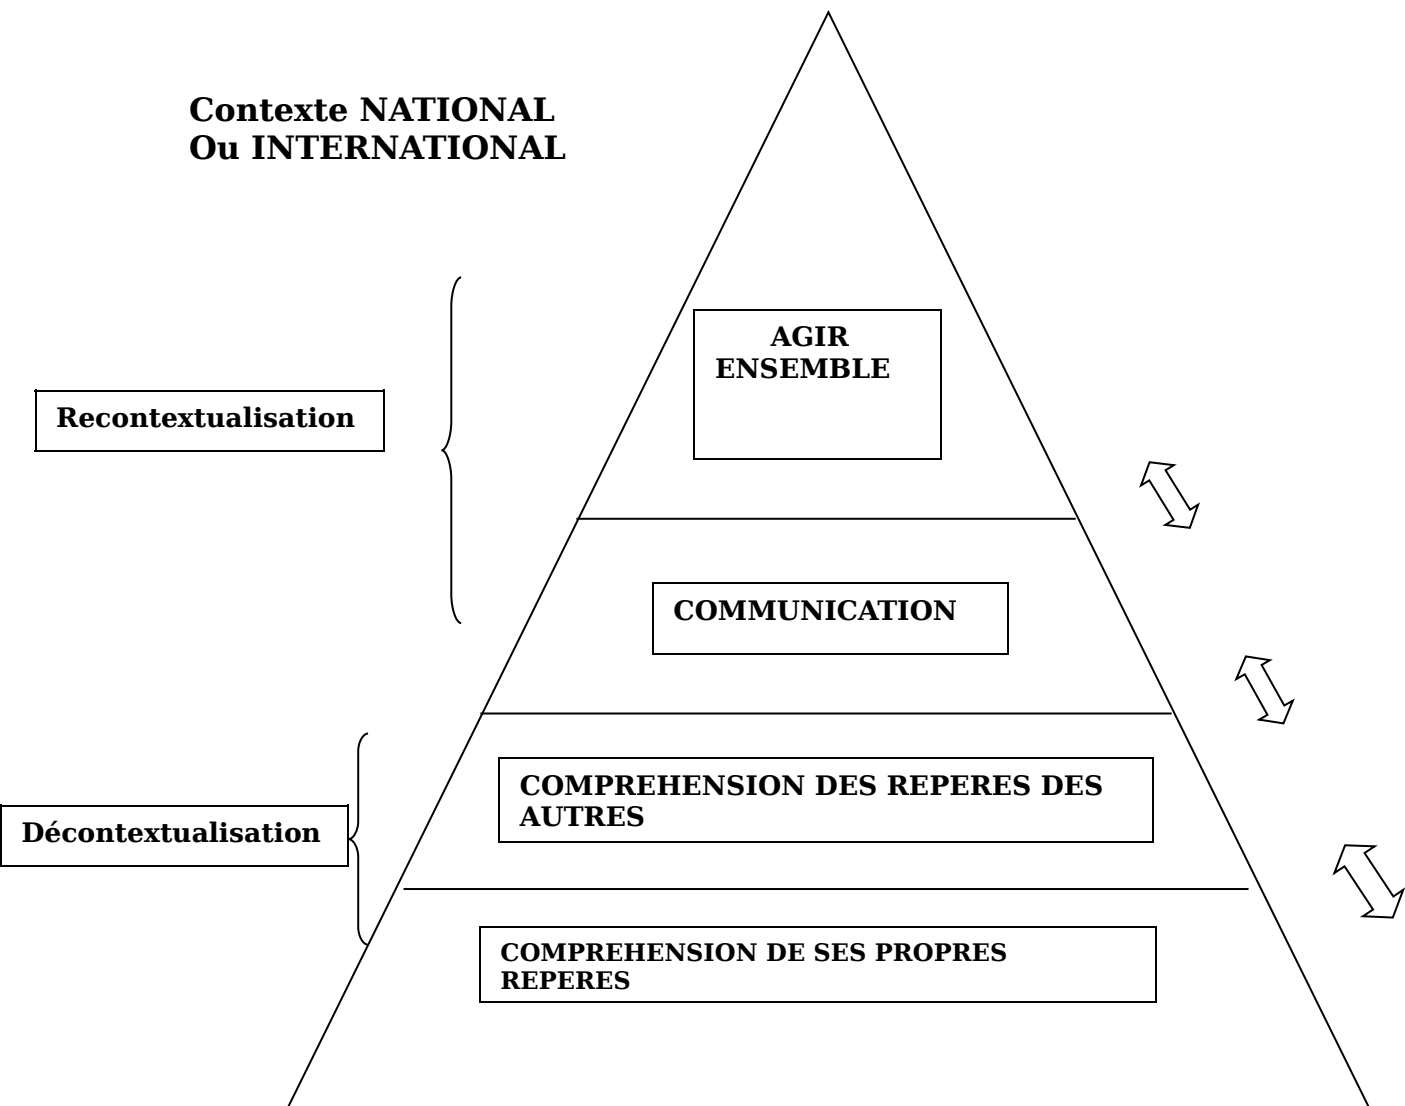 Contexte NATIONAL
Ou INTERNATIONAL
AGIR
ENSEMBLE
Recontextualisation
COMMUNICATION
COMPREHENSION DES REPERES DES
AUTRES
Décontextualisation
COMPREHENSION DE SES PROPRES
REPERES